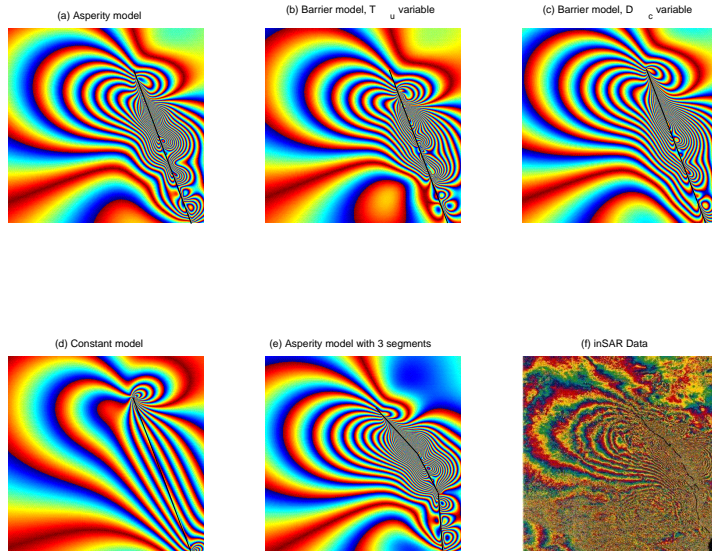 (a) Asperity model
(b) Barrier model, T u variable
(c) Barrier model, D c variable
(d) Constant model
(e) Asperity model with 3 segments
(f) inSAR Data